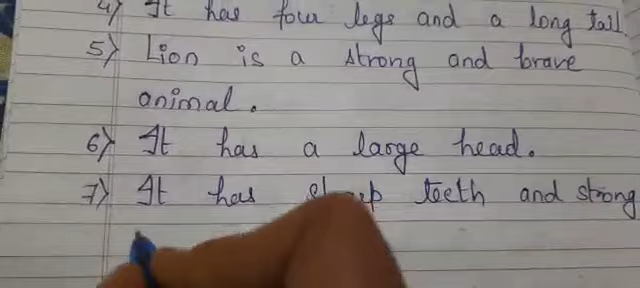 4) It has four legs and a long tail.
5) Lion is a strong and brave
animal.
6) It has a large head.
7) It has sharp teeth and strong